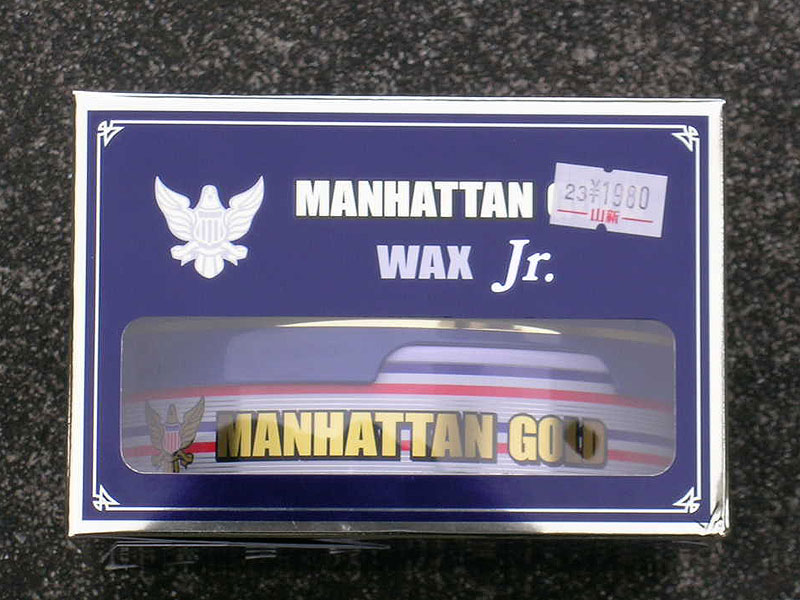 MANHATTAN
23 ¥1980
山新
WAX Jr.
MANHATTAN GOLD